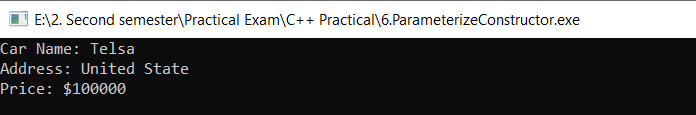 E:\2. Second semester\Practical Exam\C++ Practical\6.ParameterizeConstructor.exe
Car Name: Telsa
Address: United State
Price: $100000